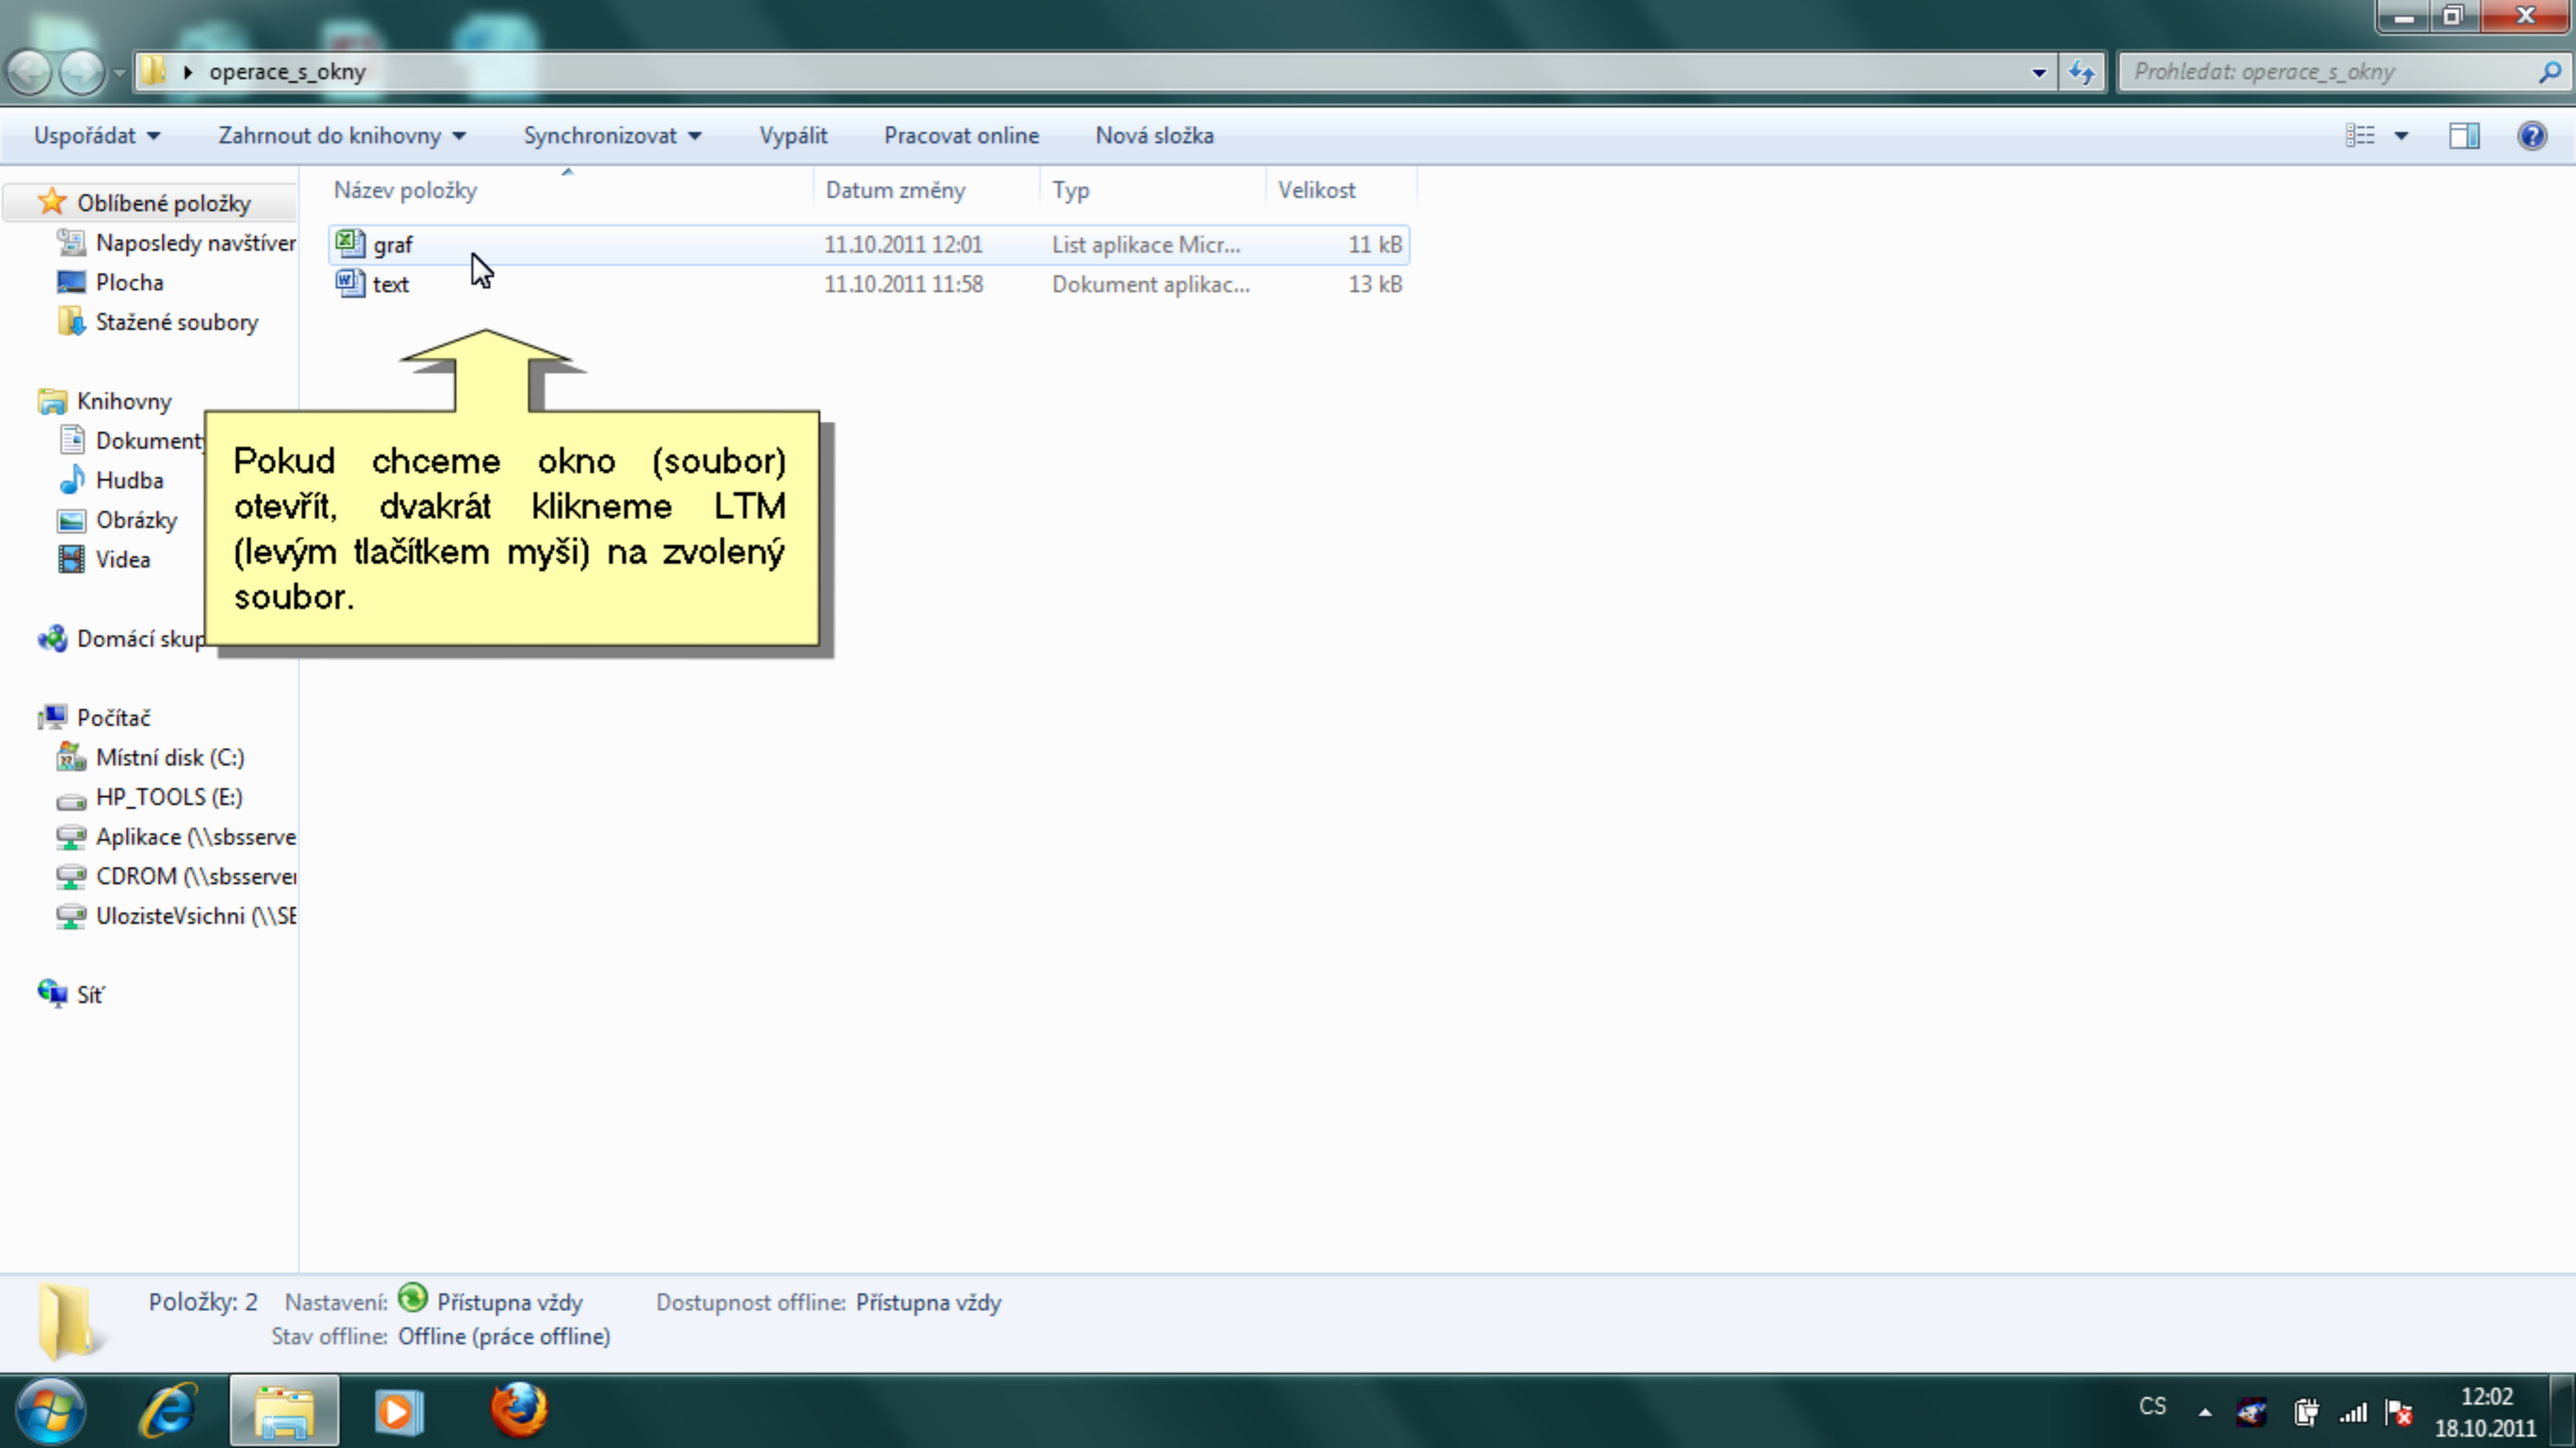 operace_s_okny
Prohledat: operace_s_okny
Uspořádat Zahrnout do knihovny Synchronizovat Vypálit Pracovat online Nová složka
Název položky Datum změny Typ Velikost
graf 11.10.2011 12:01 List aplikace Micr... 11 kB
text 11.10.2011 11:58 Dokument aplikac... 13 kB
Oblíbené položky
Naposledy navštíver
Plocha
Stažené soubory
Knihovny
Dokumenty
Hudba
Obrázky
Videa
Domácí skup
Počítač
Místní disk (C:)
HP_TOOLS (E:)
Aplikace (\\sbsserve
CDROM (\\sbsserver
UlozisteVsichni (\\SE
Síť
Pokud chceme okno (soubor)
otevřít, dvakrát klikneme LTM
(levým tlačítkem myši) na zvolený
soubor.
Položky: 2 Nastavení: Přístupna vždy Dostupnost offline: Přístupna vždy
Stav offline: Offline (práce offline)
CS
12:02
18.10.2011